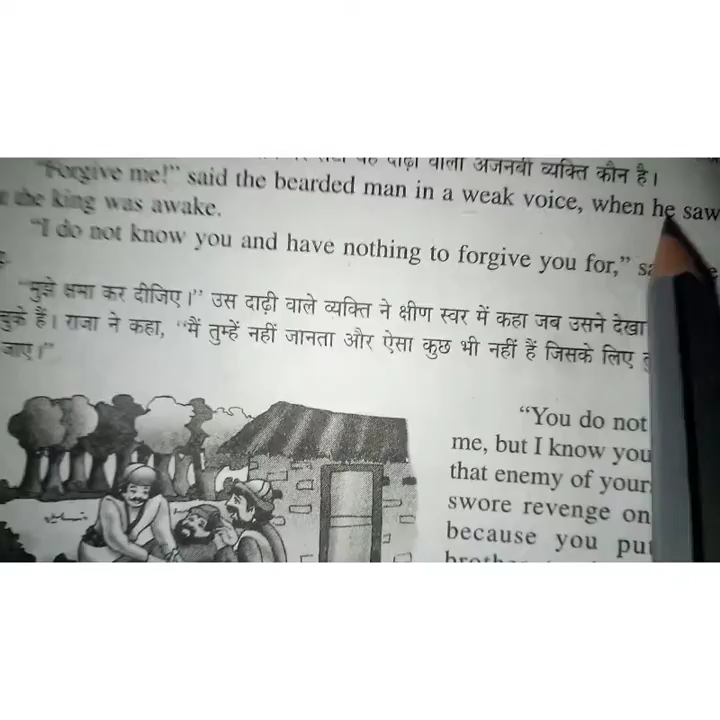 दाढ़ी वाला अजनबी व्यक्ति कौन है।
"Forgive me!" said the bearded man in a weak voice, when he saw
the king was awake.
"I do not know you and have nothing to forgive you for,"
"मुझे क्षमा कर दीजिए।" उस दाढ़ी वाले व्यक्ति ने क्षीण स्वर में कहा जब उसने देखा
चुके हैं। राजा ने कहा, "मैं तुम्हें नहीं जानता और ऐसा कुछ भी नहीं हैं जिसके लिए
जाए।"
"You do not
me, but I know you
that enemy of your
swore revenge on
because you put